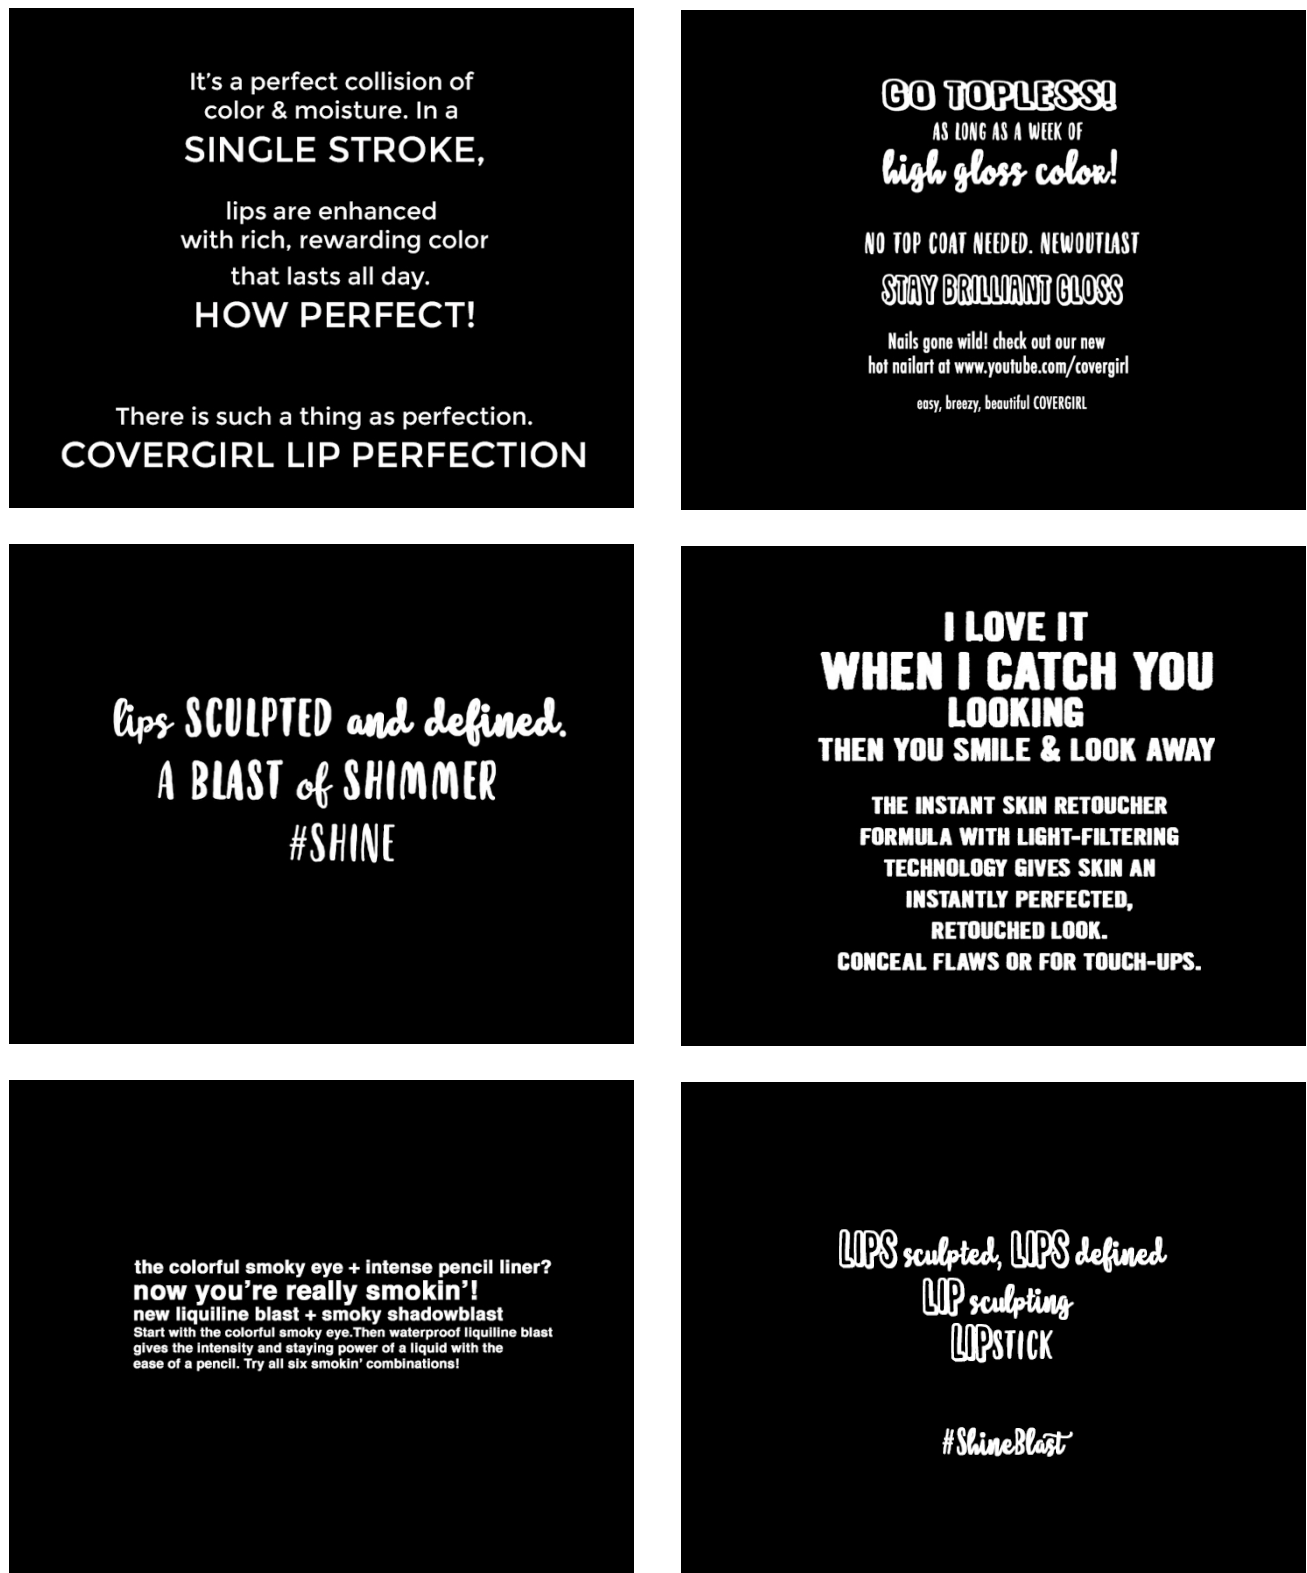 It's a perfect collision of
color & moisture. In a
SINGLE STROKE,
lips are enhanced
with rich, rewarding color
that lasts all day.
HOW PERFECT!
There is such a thing as perfection.
COVERGIRL LIP PERFECTION
GO TOPLESS!
AS LONG AS A WEEK OF
high gloss color!
NO TOP COAT NEEDED. NEWOUTLAST
STAY BRILLIANT GLOSS
Nails gone wild! check out our new
hot nailart at www.youtube.com/covergirl
easy, breezy, beautiful COVERGIRL
lips SCULPTED and defined.
A BLAST of SHIMMER
#SHINE
I LOVE IT
WHEN I CATCH YOU
LOOKING
THEN YOU SMILE & LOOK AWAY
THE INSTANT SKIN RETOUCHER
FORMULA WITH LIGHT-FILTERING
TECHNOLOGY GIVES SKIN AN
INSTANTLY PERFECTED,
RETOUCHED LOOK.
CONCEAL FLAWS OR FOR TOUCH-UPS.
the colorful smoky eye + intense pencil liner?
now you're really smokin'!
new liquiline blast + smoky shadowblast
Start with the colorful smoky eye.Then waterproof liquiline blast
gives the intensity and staying power of a liquid with the
ease of a pencil. Try all six smokin' combinations!
LIPS sculpted, LIPS defined
LIP sculpting
LIPSTICK
#ShineBlast